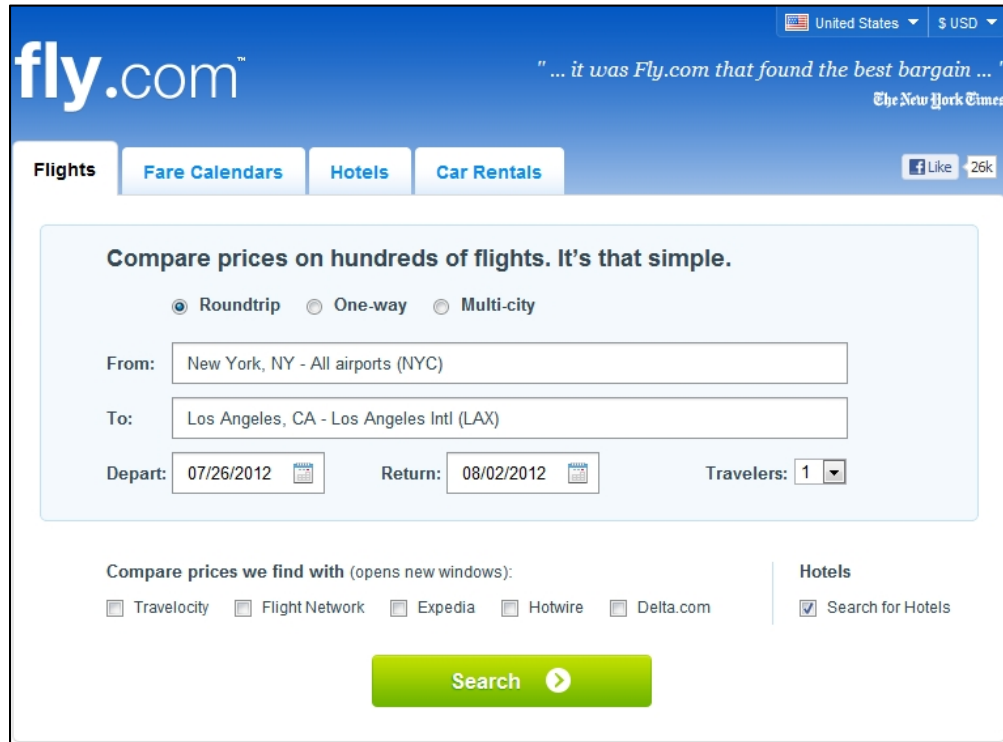 United States $ USD
fly.com™
" ... it was Fly.com that found the best bargain ... "
The New York Times
Flights Fare Calendars Hotels Car Rentals Like 26k
Compare prices on hundreds of flights. It's that simple.
Roundtrip One-way Multi-city
From: New York, NY - All airports (NYC)
To: Los Angeles, CA - Los Angeles Intl (LAX)
Depart: 07/26/2012 Return: 08/02/2012 Travelers: 1
Compare prices we find with (opens new windows): Hotels
Travelocity Flight Network Expedia Hotwire Delta.com Search for Hotels
Search